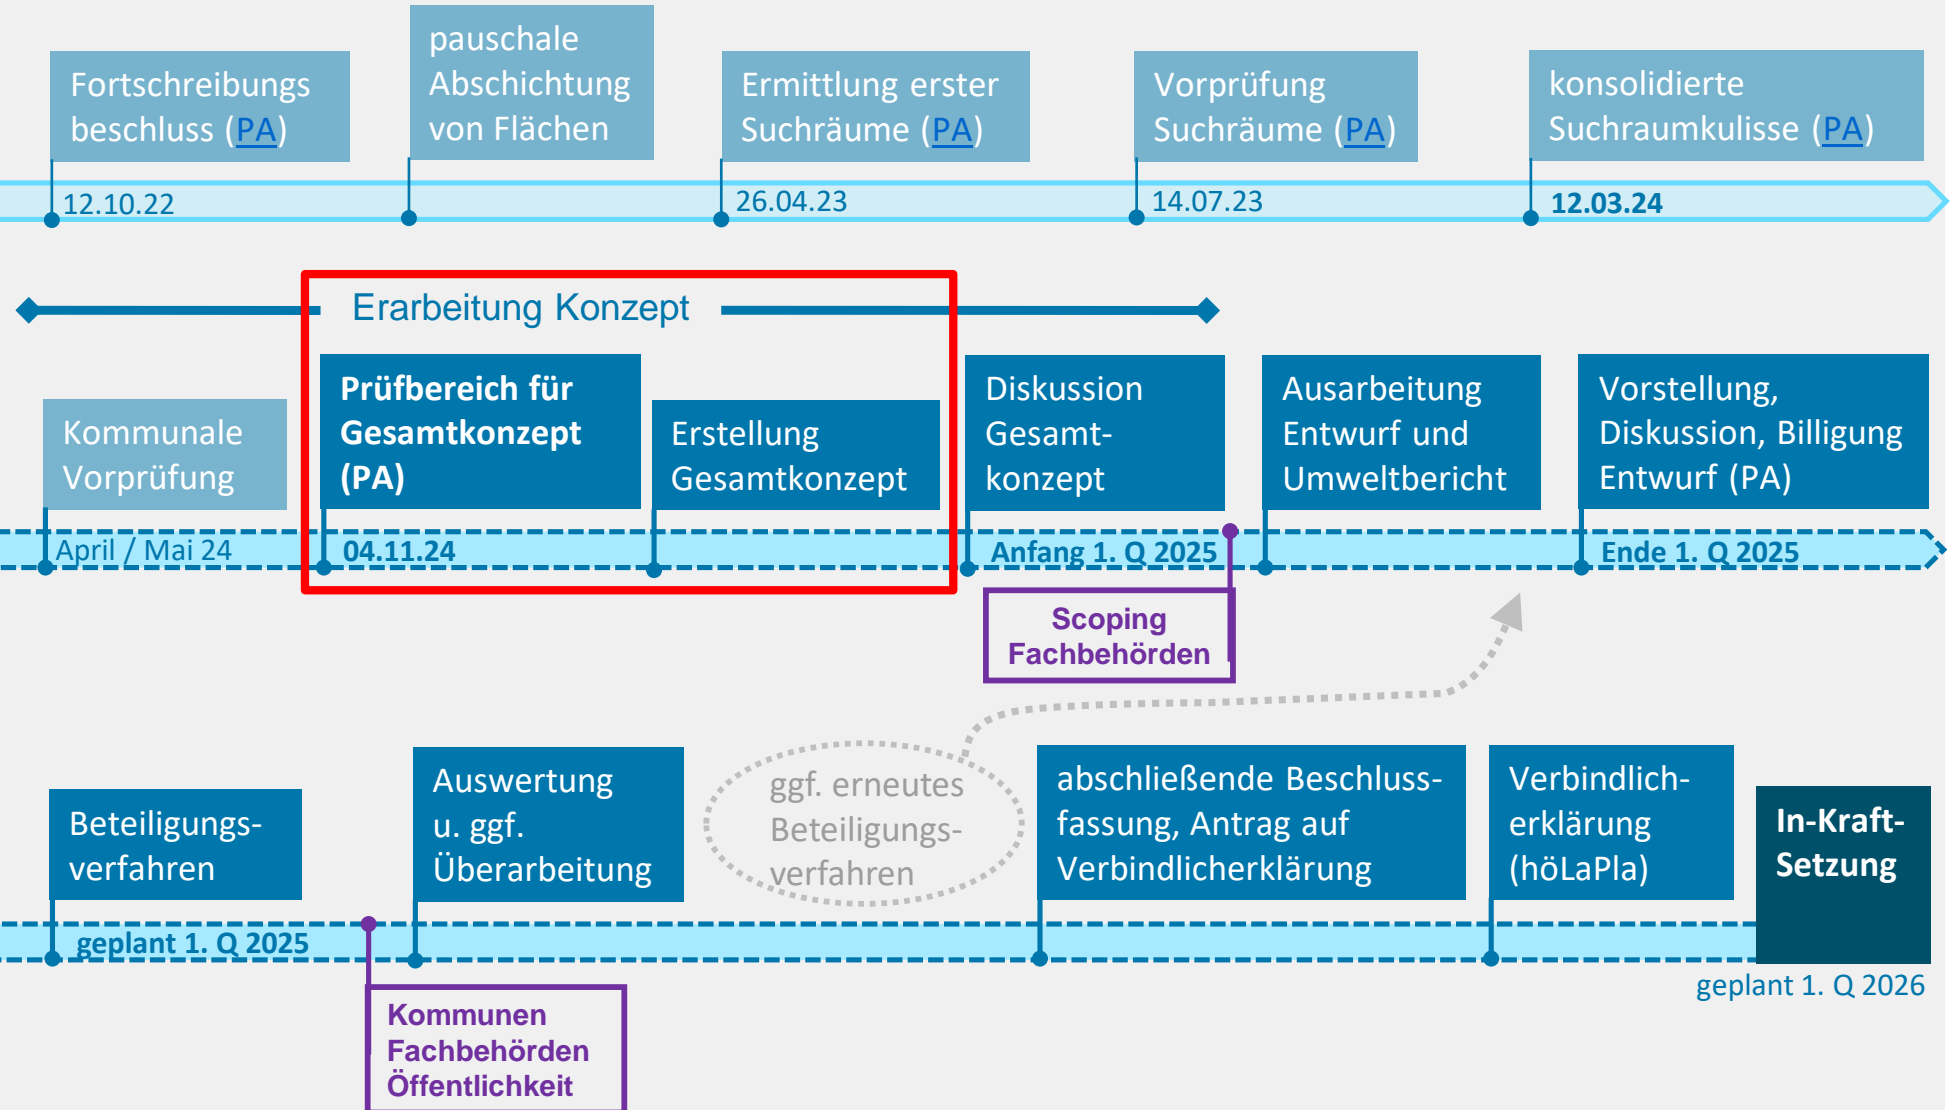 Fortschreibungs
beschluss (PA)
pauschale
Abschichtung
von Flächen
Ermittlung erster
Suchräume (PA)
Vorprüfung
Suchräume (PA)
konsolidierte
Suchraumkulisse (PA)
12.10.22
26.04.23
14.07.23
12.03.24
Erarbeitung Konzept
Kommunale
Vorprüfung
Prüfbereich für
Gesamtkonzept
(PA)
Erstellung
Gesamtkonzept
Diskussion
Gesamt-
konzept
Ausarbeitung
Entwurf und
Umweltbericht
Vorstellung,
Diskussion, Billigung
Entwurf (PA)
April / Mai 24
04.11.24
Anfang 1. Q 2025
Ende 1. Q 2025
Scoping
Fachbehörden
Beteiligungs-
verfahren
Auswertung
u. ggf.
Überarbeitung
ggf. erneutes
Beteiligungs-
verfahren
abschließende Beschluss-
fassung, Antrag auf
Verbindlicherklärung
Verbindlich-
erklärung
(höLaPla)
In-Kraft-
Setzung
geplant 1. Q 2025
geplant 1. Q 2026
Kommunen
Fachbehörden
Öffentlichkeit